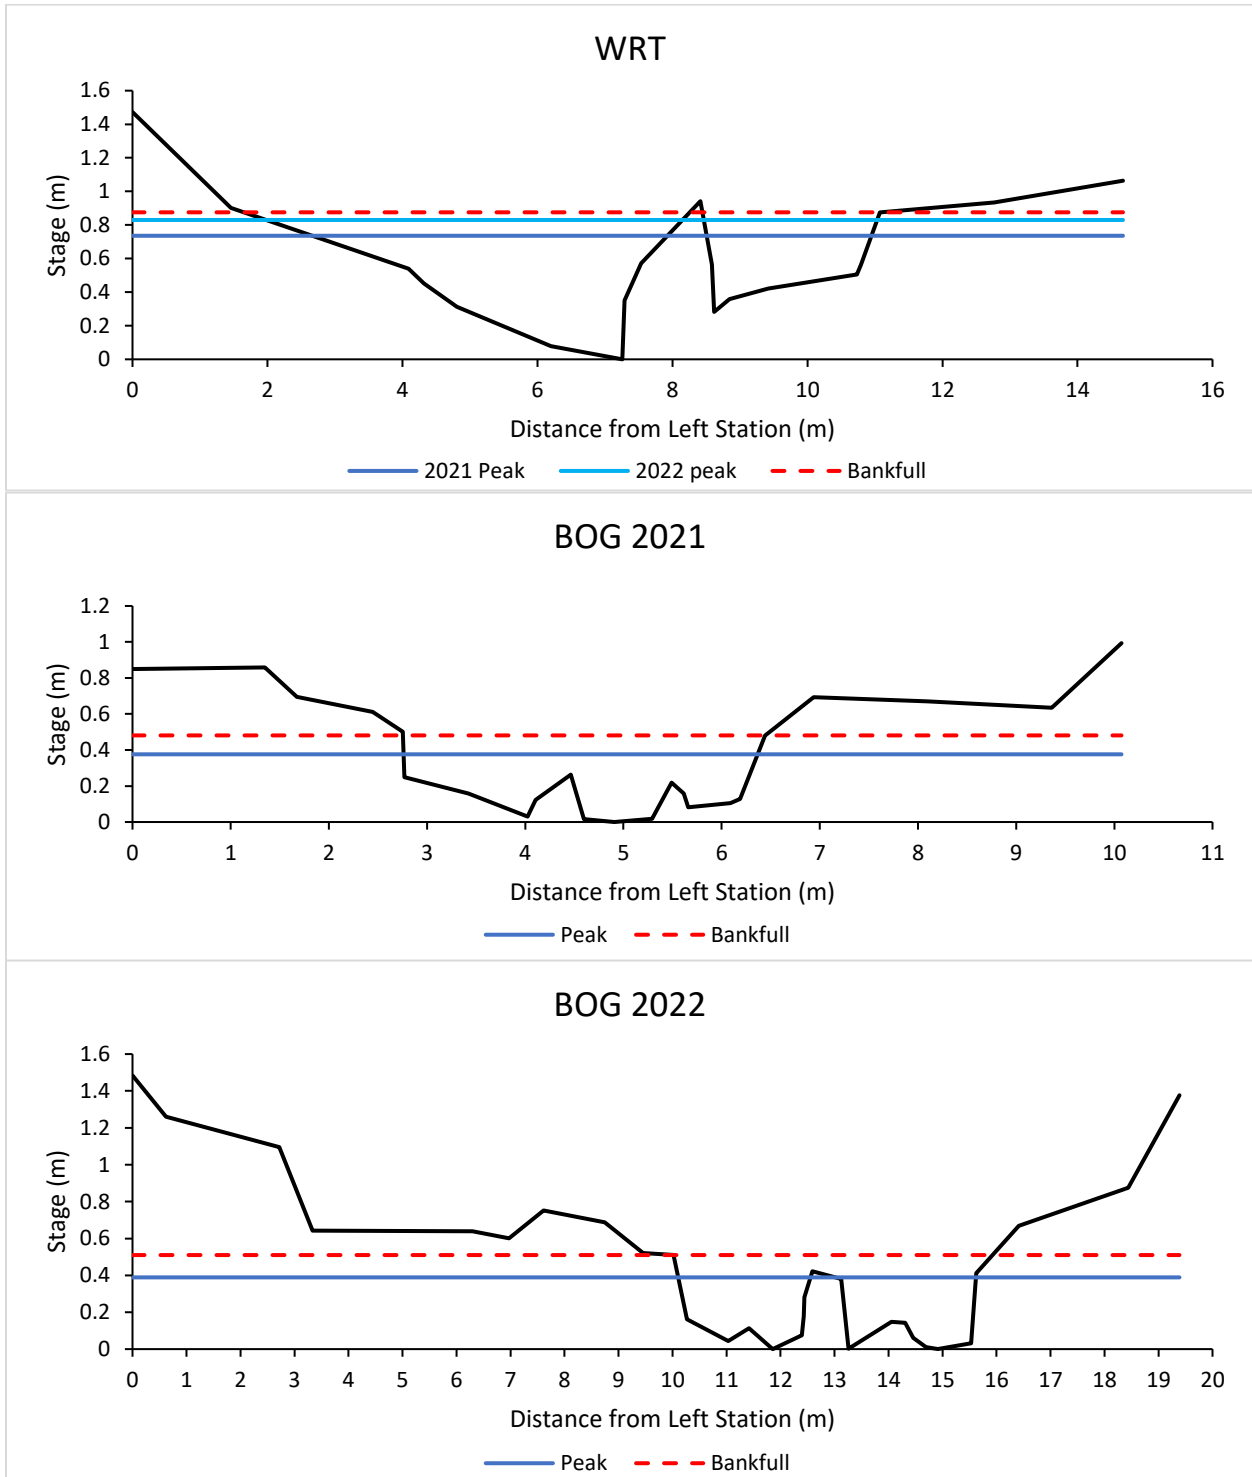 WRT
1.6
1.4
1.2
1
0.8
0.6
0.4
0.2
0
Stage (m)
0 2 4 6 8 10 12 14 16
Distance from Left Station (m)
2021 Peak 2022 peak Bankfull
BOG 2021
1.2
1
0.8
0.6
0.4
0.2
0
Stage (m)
0 1 2 3 4 5 6 7 8 9 10 11
Distance from Left Station (m)
Peak Bankfull
BOG 2022
1.6
1.4
1.2
1
0.8
0.6
0.4
0.2
0
Stage (m)
0 1 2 3 4 5 6 7 8 9 10 11 12 13 14 15 16 17 18 19 20
Distance from Left Station (m)
Peak Bankfull